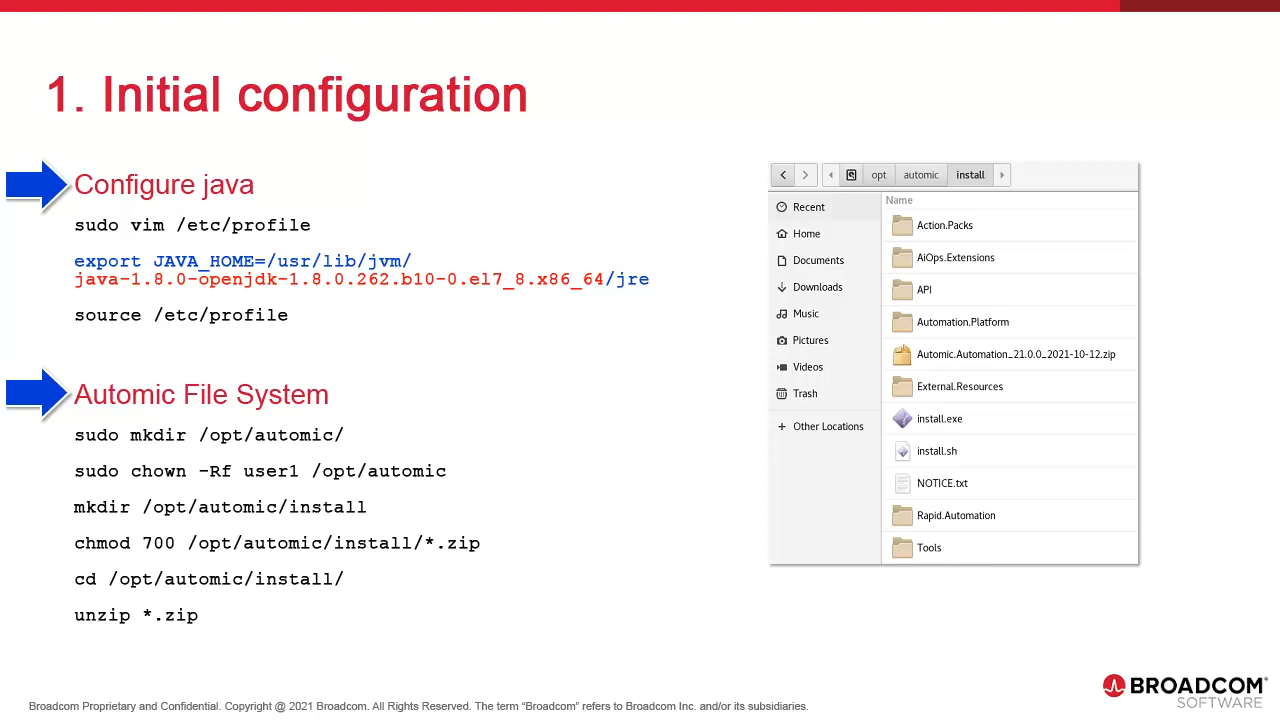 1. Initial configuration
Configure java
sudo vim /etc/profile
export JAVA_HOME=/usr/lib/jvm/
java-1.8.0-openjdk-1.8.0.262.b10-0.el7_8.x86_64/jre
source /etc/profile
Automic File System
sudo mkdir /opt/automic/
sudo chown -Rf user1 /opt/automic
mkdir /opt/automic/install
chmod 700 /opt/automic/install/*.zip
cd /opt/automic/install/
unzip *.zip
opt automic install
Recent
Home
Documents
Downloads
Music
Pictures
Videos
Trash
Other Locations
Name
Action.Packs
AiOps.Extensions
API
Automation.Platform
Automic.Automation_21.0.0_2021-10-12.zip
External.Resources
install.exe
install.sh
NOTICE.txt
Rapid.Automation
Tools
Broadcom Proprietary and Confidential. Copyright @ 2021 Broadcom. All Rights Reserved. The term “Broadcom” refers to Broadcom Inc. and/or its subsidiaries.
BROADCOM®
SOFTWARE